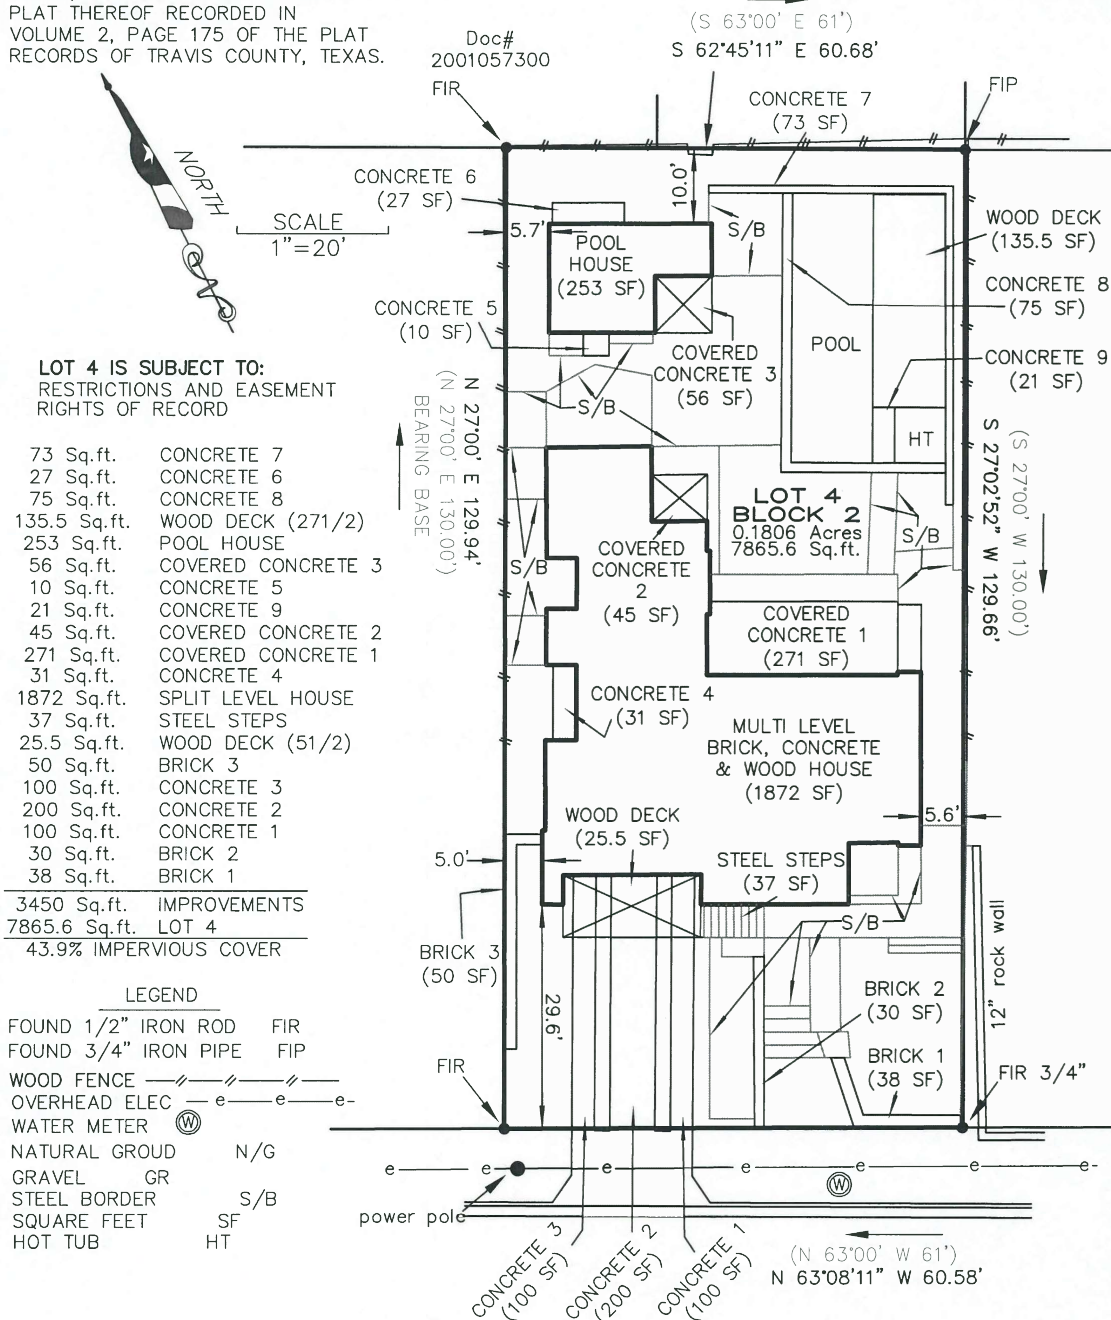 PLAT THEREOF RECORDED IN
VOLUME 2, PAGE 175 OF THE PLAT
RECORDS OF TRAVIS COUNTY, TEXAS.
Doc#
2001057300
(S 63°00' E 61')
S 62°45'11" E 60.68'
FIR
FIP
CONCRETE 7
(73 SF)
NORTH
SCALE
1"=20'
CONCRETE 6
(27 SF)
10.0'
5.7'
S/B
POOL
HOUSE
(253 SF)
WOOD DECK
(135.5 SF)
CONCRETE 8
(75 SF)
CONCRETE 5
(10 SF)
POOL
COVERED
CONCRETE 3
(56 SF)
CONCRETE 9
(21 SF)
S/B
HT
LOT 4 IS SUBJECT TO:
RESTRICTIONS AND EASEMENT
RIGHTS OF RECORD
73 Sq.ft. CONCRETE 7
27 Sq.ft. CONCRETE 6
75 Sq.ft. CONCRETE 8
135.5 Sq.ft. WOOD DECK (271/2)
253 Sq.ft. POOL HOUSE
56 Sq.ft. COVERED CONCRETE 3
10 Sq.ft. CONCRETE 5
21 Sq.ft. CONCRETE 9
45 Sq.ft. COVERED CONCRETE 2
271 Sq.ft. COVERED CONCRETE 1
31 Sq.ft. CONCRETE 4
1872 Sq.ft. SPLIT LEVEL HOUSE
37 Sq.ft. STEEL STEPS
25.5 Sq.ft. WOOD DECK (51/2)
50 Sq.ft. BRICK 3
100 Sq.ft. CONCRETE 3
200 Sq.ft. CONCRETE 2
100 Sq.ft. CONCRETE 1
30 Sq.ft. BRICK 2
38 Sq.ft. BRICK 1
3450 Sq.ft. IMPROVEMENTS
7865.6 Sq.ft. LOT 4
43.9% IMPERVIOUS COVER
N 27°00' E 129.94'
(N 27°00' E 130.00')
BEARING BASE
LOT 4
BLOCK 2
0.1806 Acres
7865.6 Sq.ft.
S/B
(S 27°00' W 130.00')
S 27°02'52" W 129.66'
S/B
COVERED
CONCRETE
2
(45 SF)
COVERED
CONCRETE 1
(271 SF)
CONCRETE 4
(31 SF)
MULTI LEVEL
BRICK, CONCRETE
& WOOD HOUSE
(1872 SF)
WOOD DECK
(25.5 SF)
5.6'
5.0'
STEEL STEPS
(37 SF)
S/B
BRICK 3
(50 SF)
29.6'
12" rock wall
BRICK 2
(30 SF)
BRICK 1
(38 SF)
FIR
FIR 3/4"
LEGEND
FOUND 1/2" IRON ROD FIR
FOUND 3/4" IRON PIPE FIP
WOOD FENCE
OVERHEAD ELEC e e e
WATER METER W
NATURAL GROUD N/G
GRAVEL GR
STEEL BORDER S/B
SQUARE FEET SF
HOT TUB HT
e e e e e e
W
power pole
CONCRETE 3
(100 SF)
CONCRETE 2
(200 SF)
CONCRETE 1
(100 SF)
(N 63°00' W 61')
N 63°08'11" W 60.58'